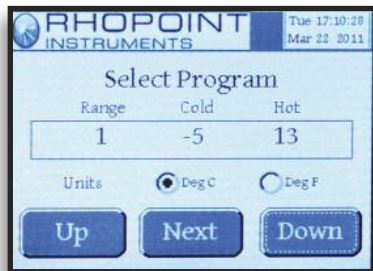 RHOPOINT
INSTRUMENTS
Tue 17:10:28
Mar 22 2011
Select Program
Range Cold Hot
1 -5 13
Units Deg C Deg F
Up Next Down